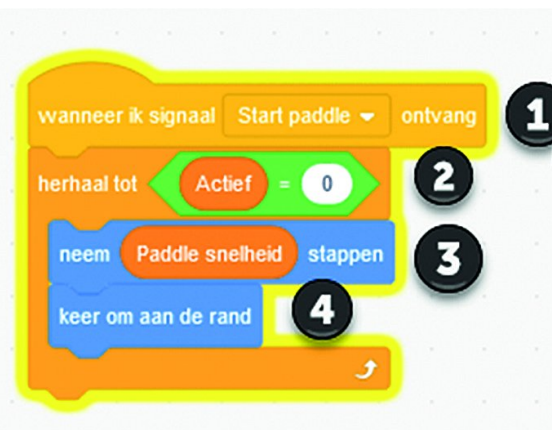 wanneer ik signaal Start paddle ontvang 1
herhaal tot Actief = 0 2
neem Paddle snelheid stappen 3
keer om aan de rand 4